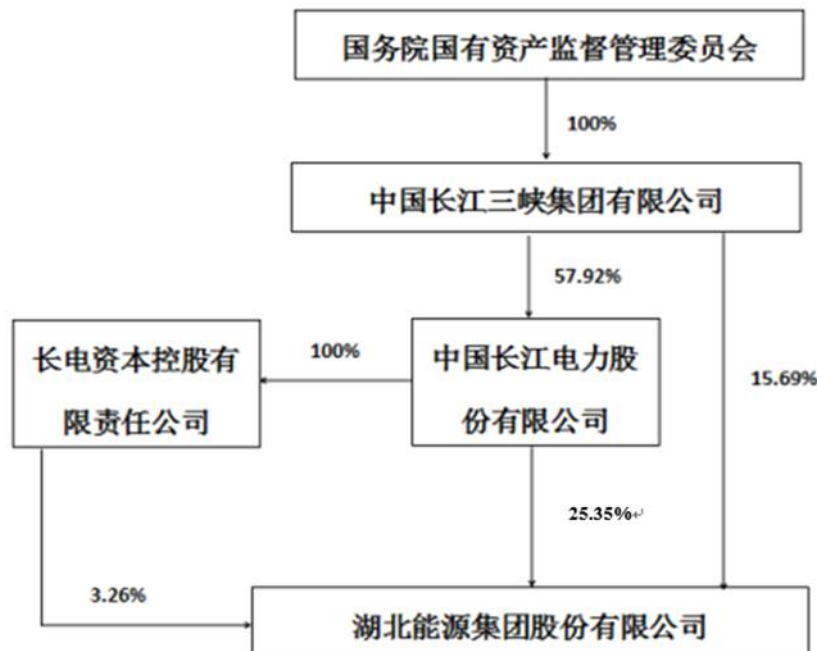 国务院国有资产监督管理委员会
100%
中国长江三峡集团有限公司
57.92%
长电资本控股有
限责任公司
100%
中国长江电力股
份有限公司
15.69%
25.35%↵
3.26%
湖北能源集团股份有限公司